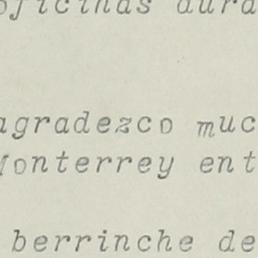 oficinas dura
agradezco muc
Monterrey ent
berrinche de